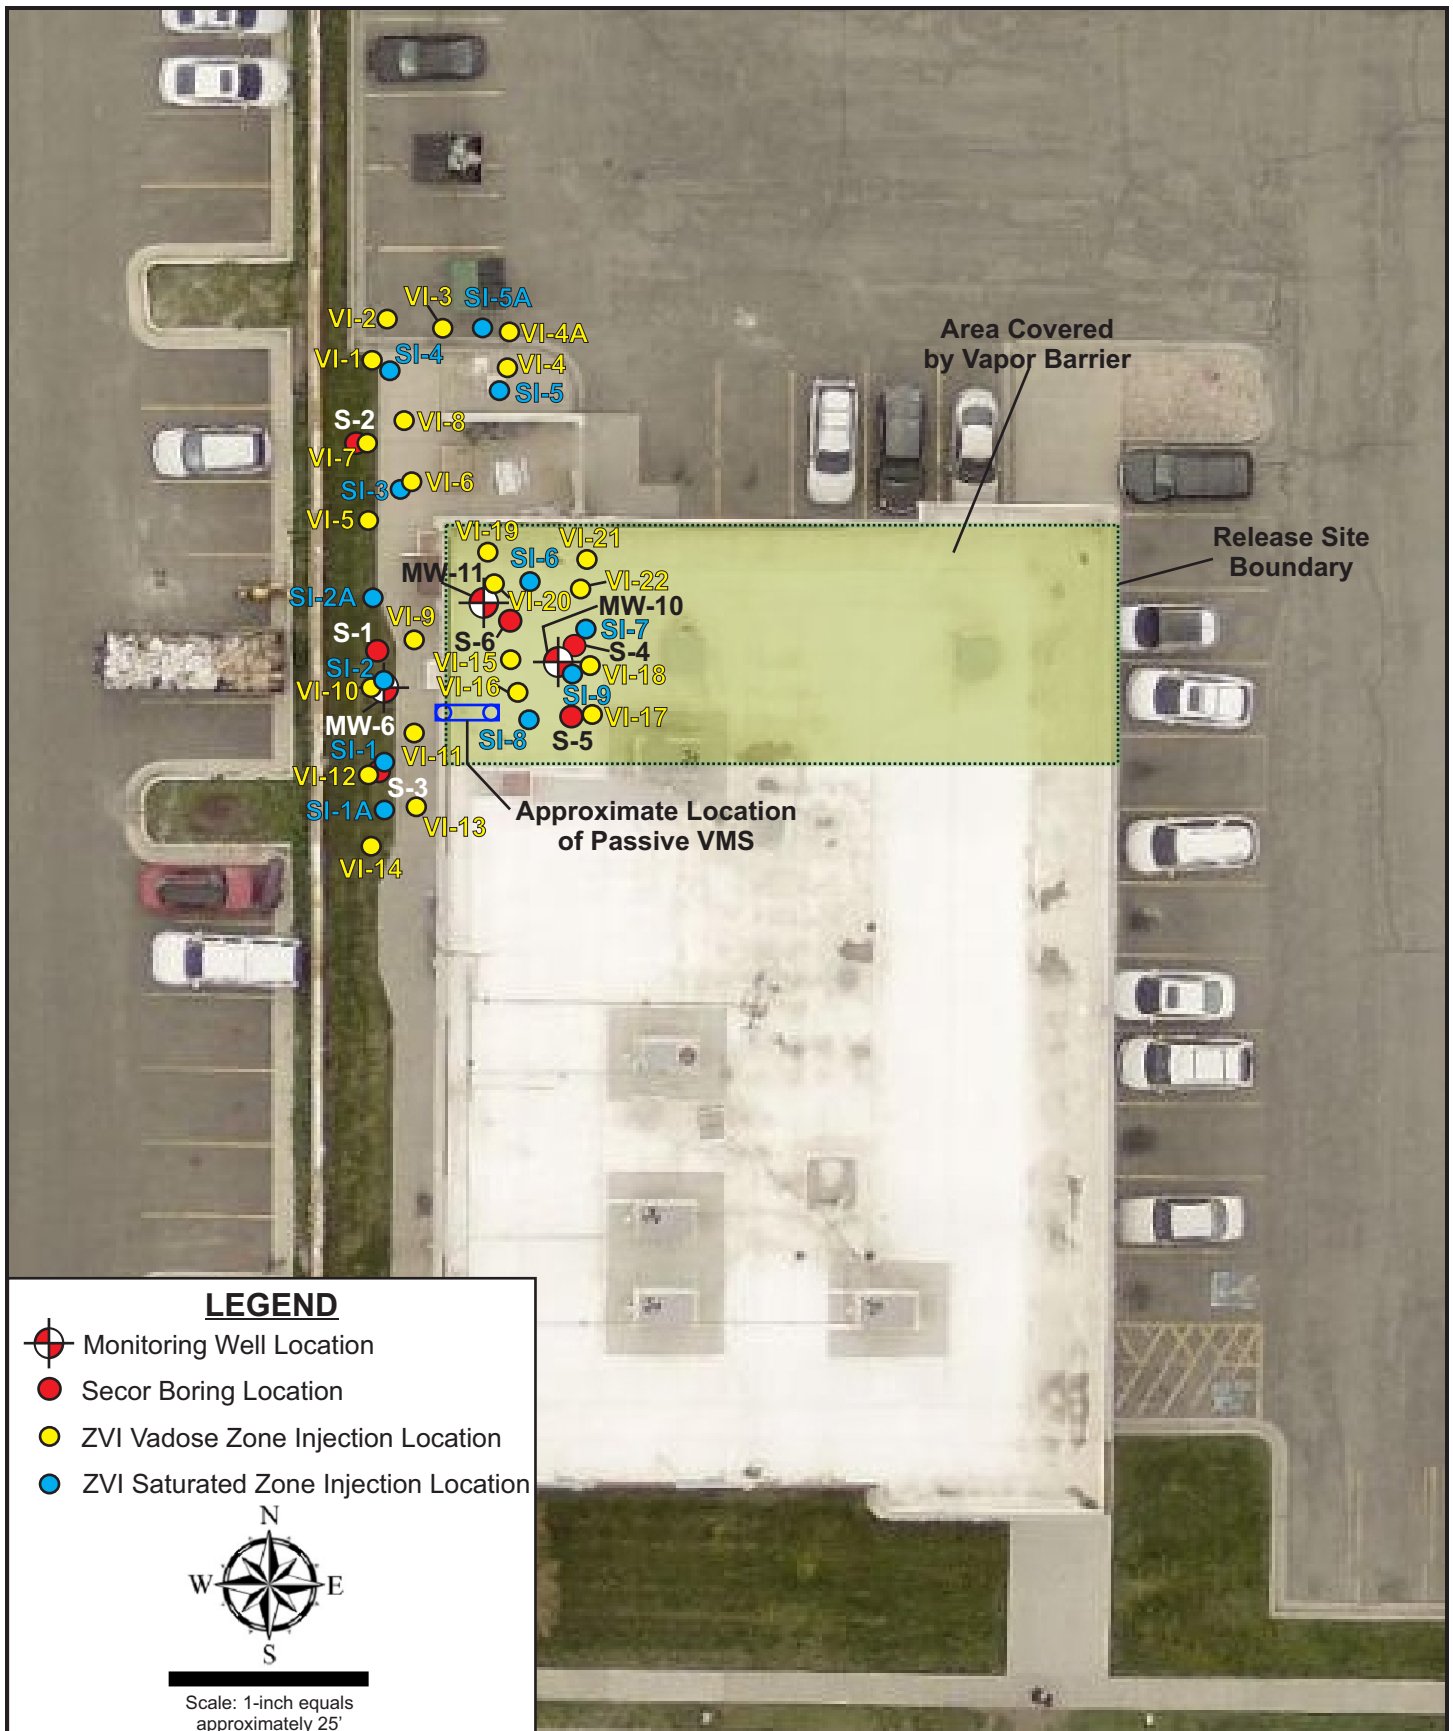 VI-3
SI-5A
VI-2
VI-4A
VI-1
SI-4
VI-4
SI-5
Area Covered
by Vapor Barrier
S-2
VI-8
VI-7
SI-3
VI-6
VI-5
VI-19
VI-21
SI-6
Release Site
Boundary
MW-11
VI-22
VI-20
MW-10
SI-2A
VI-9
S-1
S-6
SI-7
S-4
VI-15
SI-2
VI-18
VI-10
VI-16
SI-9
MW-6
VI-17
SI-8
S-5
SI-1
VI-11
VI-12
S-3
SI-1A
VI-13
Approximate Location
of Passive VMS
VI-14
LEGEND
Monitoring Well Location
Secor Boring Location
ZVI Vadose Zone Injection Location
ZVI Saturated Zone Injection Location
N
W
E
S
Scale: 1-inch equals
approximately 25'